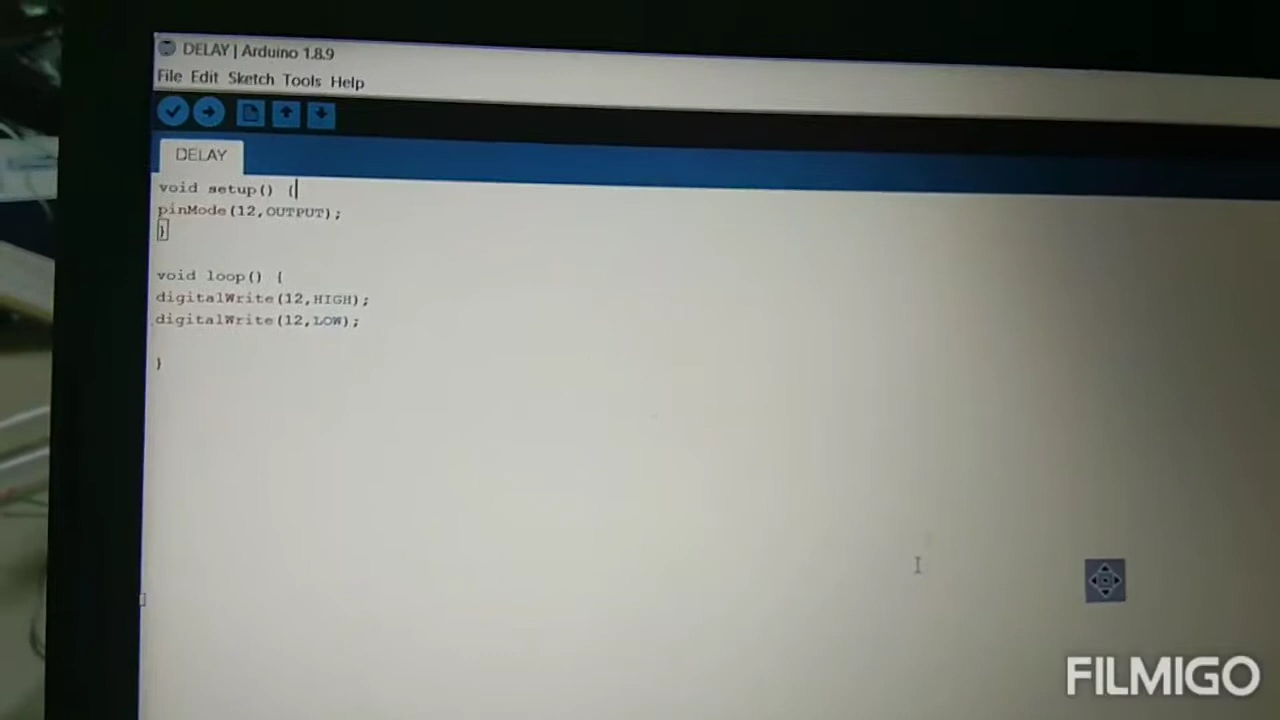 DELAY | Arduino 1.8.9
File Edit Sketch Tools Help
DELAY
void setup() {
pinMode(12,OUTPUT);
}
void loop() {
digitalWrite(12,HIGH);
digitalWrite(12,LOW);
}
FILMIGO